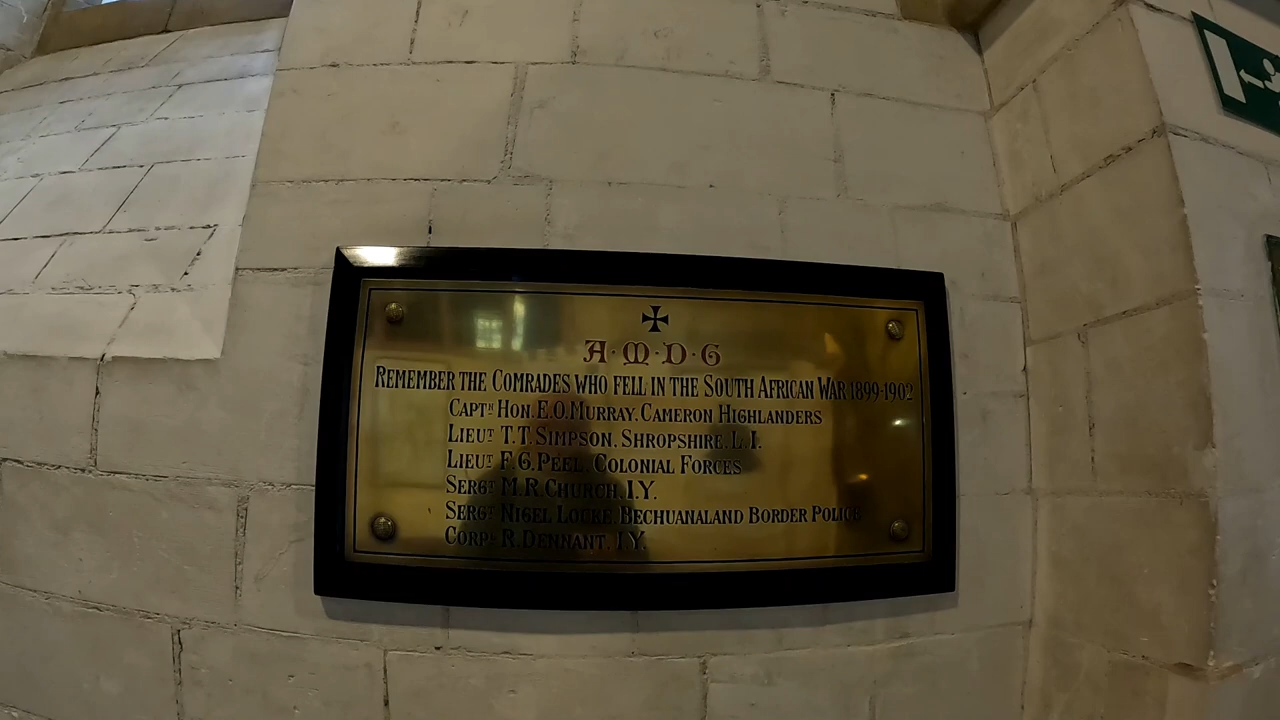 A·M·D·G
REMEMBER THE COMRADES WHO FELL IN THE SOUTH AFRICAN WAR 1899-1902
CAPTN HON. E.O. MURRAY. CAMERON HIGHLANDERS
LIEUT T.T. SIMPSON. SHROPSHIRE. L.I.
LIEUT F.G. PEEL. COLONIAL FORCES
SERGT M.R. CHURCH. I.Y.
SERGT NIGEL LOCKE. BECHUANALAND BORDER POLICE
CORPL R. DENNANT. I.Y.